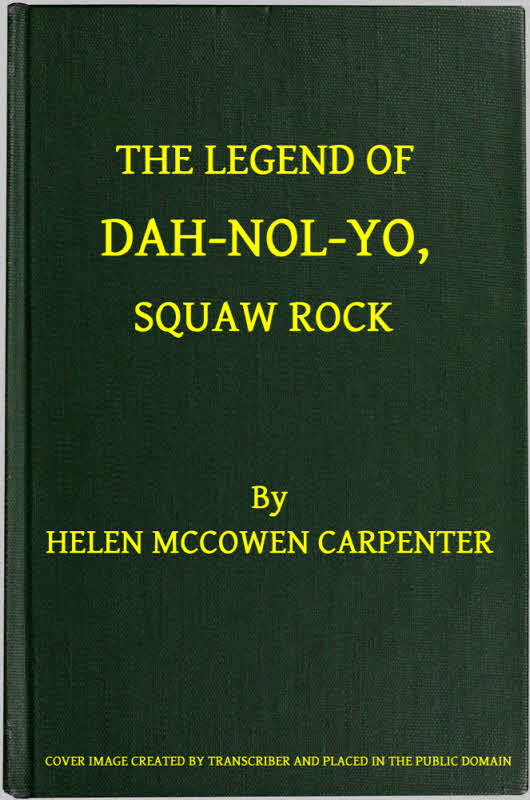 THE LEGEND OF
DAH-NOL-YO,
SQUAW ROCK
By
HELEN MCCOWEN CARPENTER
COVER IMAGE CREATED BY TRANSCRIBER AND PLACED IN THE PUBLIC DOMAIN